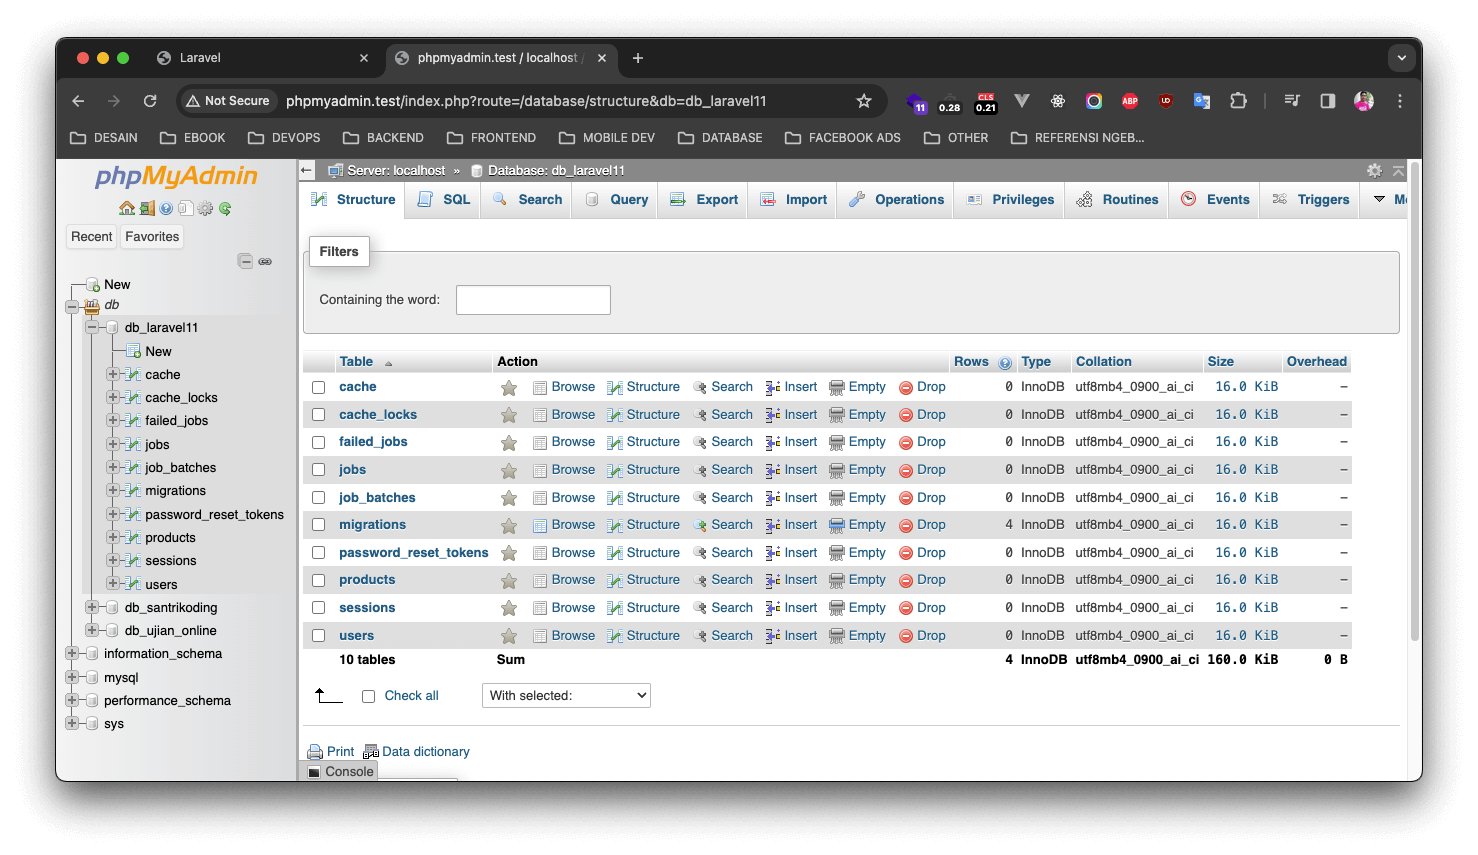 Laravel
phpmyadmin.test / localhost /
Not Secure phpmyadmin.test/index.php?route=/database/structure&db=db_laravel11
11 0.28 CLS 0.21 ABP
DESAIN EBOOK DEVOPS BACKEND FRONTEND MOBILE DEV DATABASE FACEBOOK ADS OTHER REFERENSI NGEB...
phpMyAdmin
Recent Favorites
New
db
db_laravel11
New
cache
cache_locks
failed_jobs
jobs
job_batches
migrations
password_reset_tokens
products
sessions
users
db_santrikoding
db_ujian_online
information_schema
mysql
performance_schema
sys
Server: localhost » Database: db_laravel11
Structure SQL Search Query Export Import Operations Privileges Routines Events Triggers
Filters
Containing the word:
Table Action Rows Type Collation Size Overhead
cache Browse Structure Search Insert Empty Drop 0 InnoDB utf8mb4_0900_ai_ci 16.0 KiB –
cache_locks Browse Structure Search Insert Empty Drop 0 InnoDB utf8mb4_0900_ai_ci 16.0 KiB –
failed_jobs Browse Structure Search Insert Empty Drop 0 InnoDB utf8mb4_0900_ai_ci 16.0 KiB –
jobs Browse Structure Search Insert Empty Drop 0 InnoDB utf8mb4_0900_ai_ci 16.0 KiB –
job_batches Browse Structure Search Insert Empty Drop 0 InnoDB utf8mb4_0900_ai_ci 16.0 KiB –
migrations Browse Structure Search Insert Empty Drop 4 InnoDB utf8mb4_0900_ai_ci 16.0 KiB –
password_reset_tokens Browse Structure Search Insert Empty Drop 0 InnoDB utf8mb4_0900_ai_ci 16.0 KiB –
products Browse Structure Search Insert Empty Drop 0 InnoDB utf8mb4_0900_ai_ci 16.0 KiB –
sessions Browse Structure Search Insert Empty Drop 0 InnoDB utf8mb4_0900_ai_ci 16.0 KiB –
users Browse Structure Search Insert Empty Drop 0 InnoDB utf8mb4_0900_ai_ci 16.0 KiB –
10 tables Sum 4 InnoDB utf8mb4_0900_ai_ci 160.0 KiB 0 B
Check all With selected:
Print Data dictionary
Console